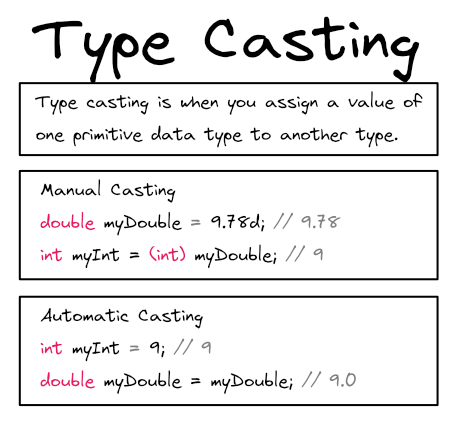 Type Casting
Type casting is when you assign a value of
one primitive data type to another type.
Manual Casting
double myDouble = 9.78d; // 9.78
int myInt = (int) myDouble; // 9
Automatic Casting
int myInt = 9; // 9
double myDouble = myDouble; // 9.0